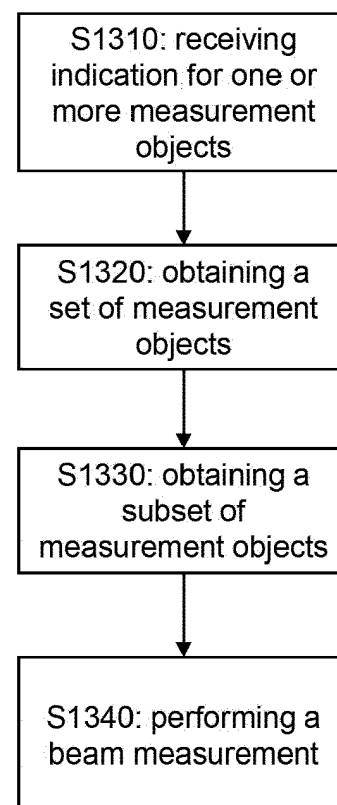 S1310: receiving
indication for one or
more measurement
objects
S1320: obtaining a
set of measurement
objects
S1330: obtaining a
subset of
measurement objects
S1340: performing a
beam measurement